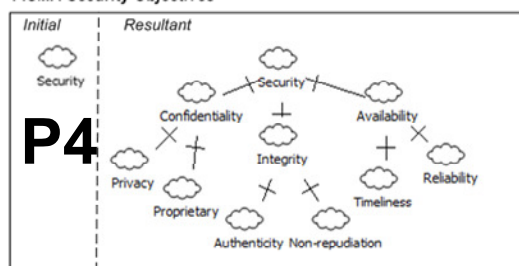 Initial
Resultant
Security
Security
Confidentiality
Availability
P4
Integrity
Privacy
Proprietary
Timeliness
Reliability
Authenticity
Non-repudiation